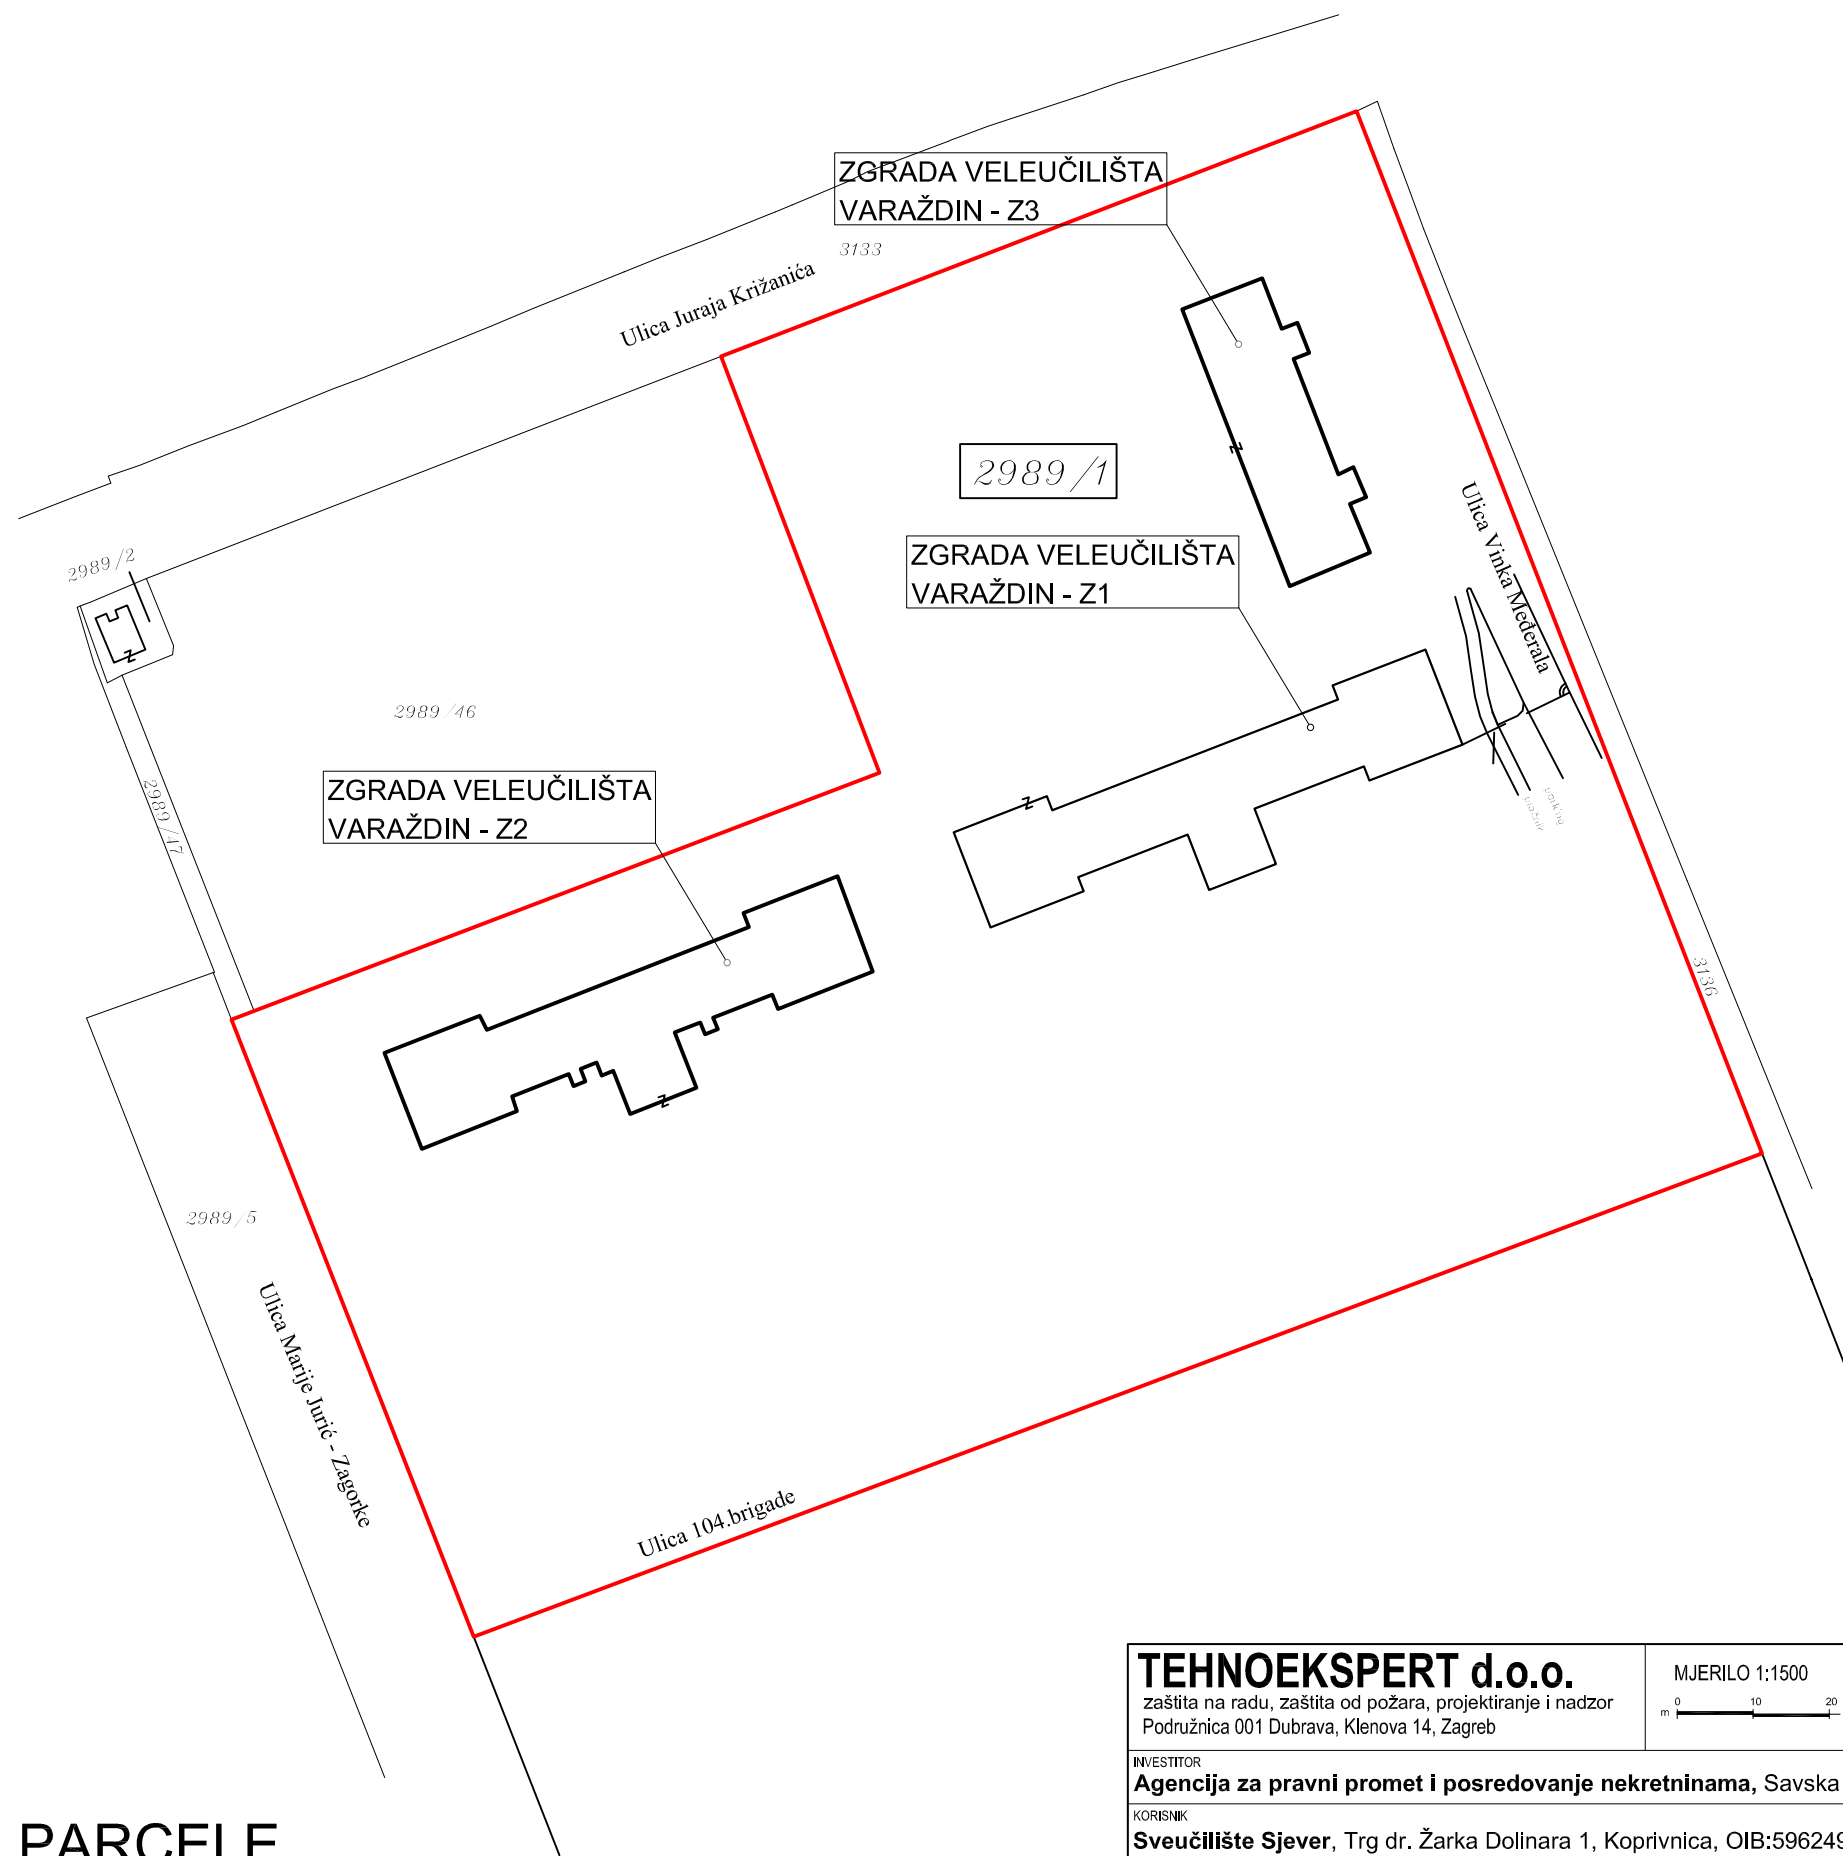 ZGRADA VELEUČILIŠTA
VARAŽDIN - Z3
3133
Ulica Juraja Križanića
2989/1
Z
Ulica Vinka Međerala
2989/2
Z
ZGRADA VELEUČILIŠTA
VARAŽDIN - Z1
2989/46
ZGRADA VELEUČILIŠTA
VARAŽDIN - Z2
2989/47
Z
parking
3136
Z
2989/5
Ulica Marije Jurić - Zagorke
Ulica 104.brigade
TEHNOEKSPERT d.o.o.
zaštita na radu, zaštita od požara, projektiranje i nadzor
Podružnica 001 Dubrava, Klenova 14, Zagreb
MJERILO 1:1500
m 0 10 20
INVESTITOR
Agencija za pravni promet i posredovanje nekretninama, Savska
KORISNIK
Sveučilište Sjever, Trg dr. Žarka Dolinara 1, Koprivnica, OIB:596249
PARCELE